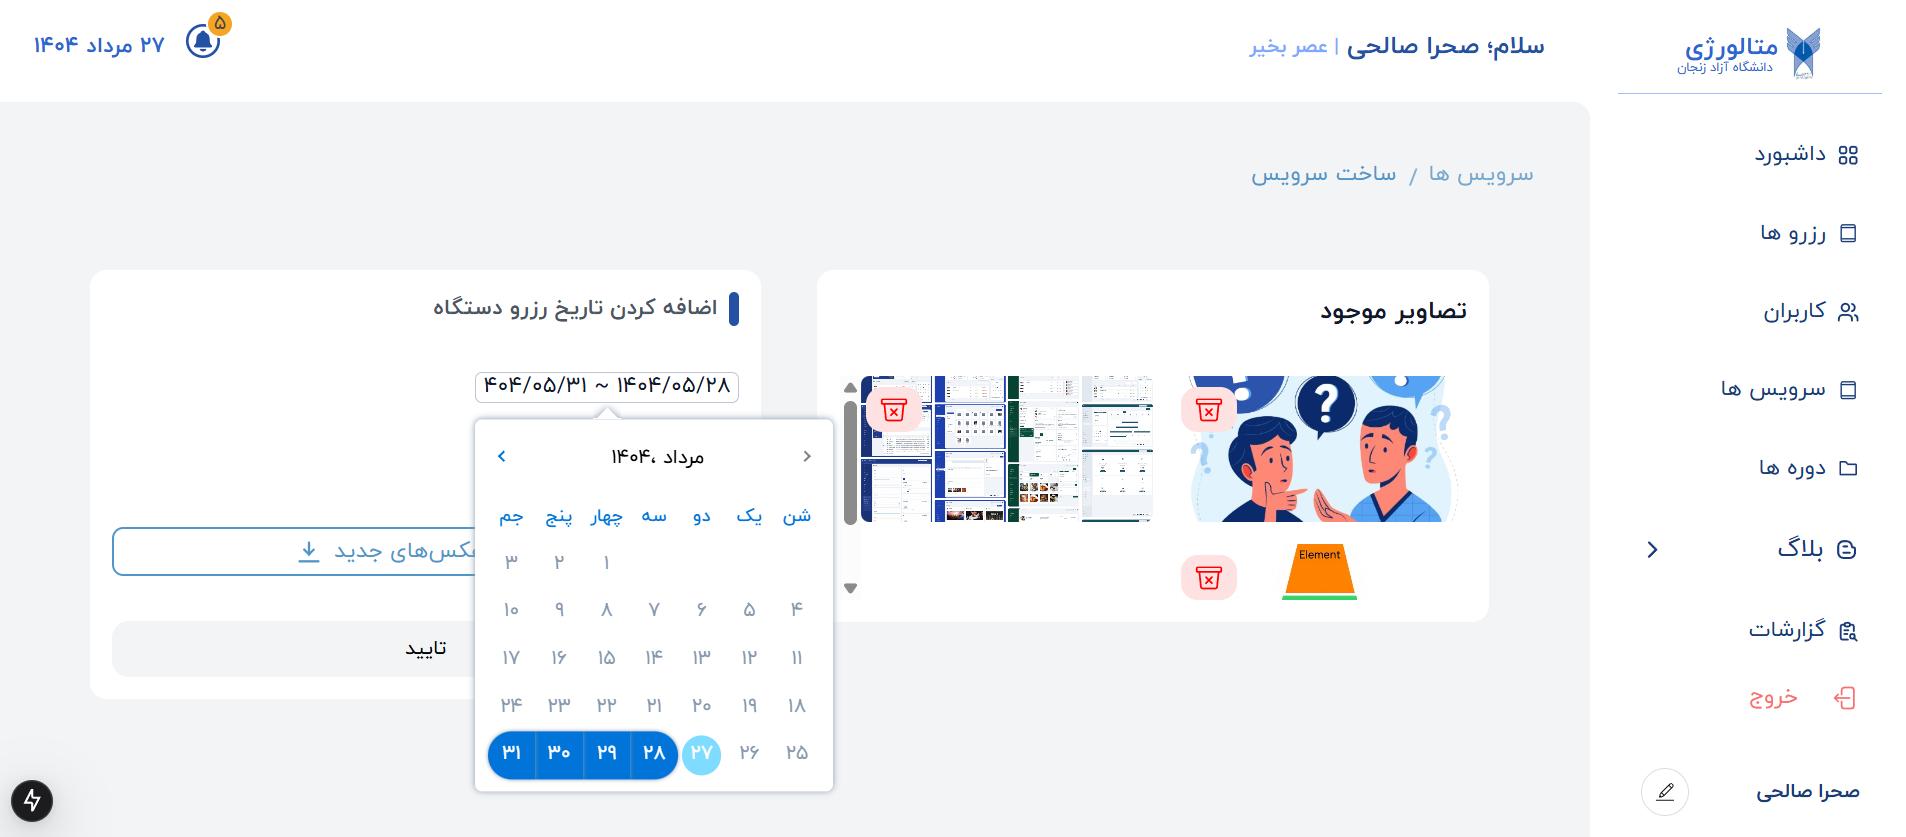 متالورژی
دانشگاه آزاد زنجان
داشبورد
رزرو ها
کاربران
سرویس ها
دوره ها
بلاگ
گزارشات
خروج
صحرا صالحی
سلام؛ صحرا صالحی | عصر بخیر
۵
۲۷ مرداد ۱۴۰۴
سرویس ها / ساخت سرویس
تصاویر موجود
Element
اضافه کردن تاریخ رزرو دستگاه
۱۴۰۴/۰۵/۲۸ ~ ۴۰۴/۰۵/۳۱
مرداد ،۱۴۰۴
شن یک دو سه چهار پنج جم
۱ ۲ ۳
۴ ۵ ۶ ۷ ۸ ۹ ۱۰
۱۱ ۱۲ ۱۳ ۱۴ ۱۵ ۱۶ ۱۷
۱۸ ۱۹ ۲۰ ۲۱ ۲۲ ۲۳ ۲۴
۲۵ ۲۶ ۲۷ ۲۸ ۲۹ ۳۰ ۳۱
عکس‌های جدید
تایید